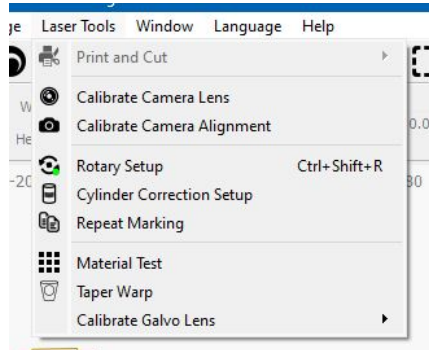 Laser Tools Window Language Help
Print and Cut
Calibrate Camera Lens
Calibrate Camera Alignment
Rotary Setup Ctrl+Shift+R
Cylinder Correction Setup
Repeat Marking
Material Test
Taper Warp
Calibrate Galvo Lens